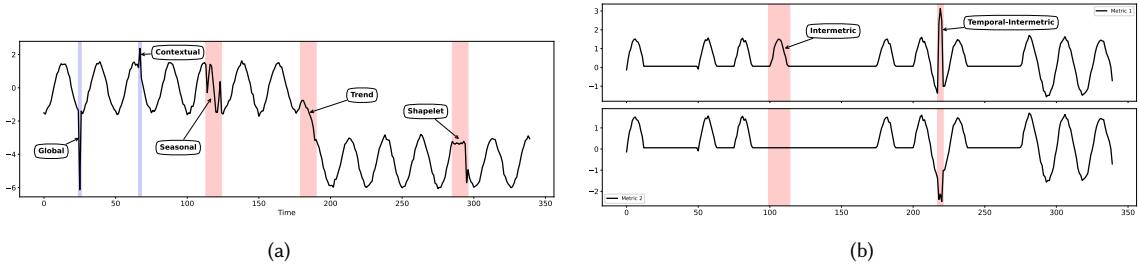 2
0
−2
−4
−6
0
50
100
150
200
250
300
350
Time
Global
Contextual
Seasonal
Trend
Shapelet
(a)
3
2
1
0
−1
Intermetric
Temporal-Intermetric
Metric 1
1
0
−1
−2
Metric 2
0
50
100
150
200
250
300
350
(b)